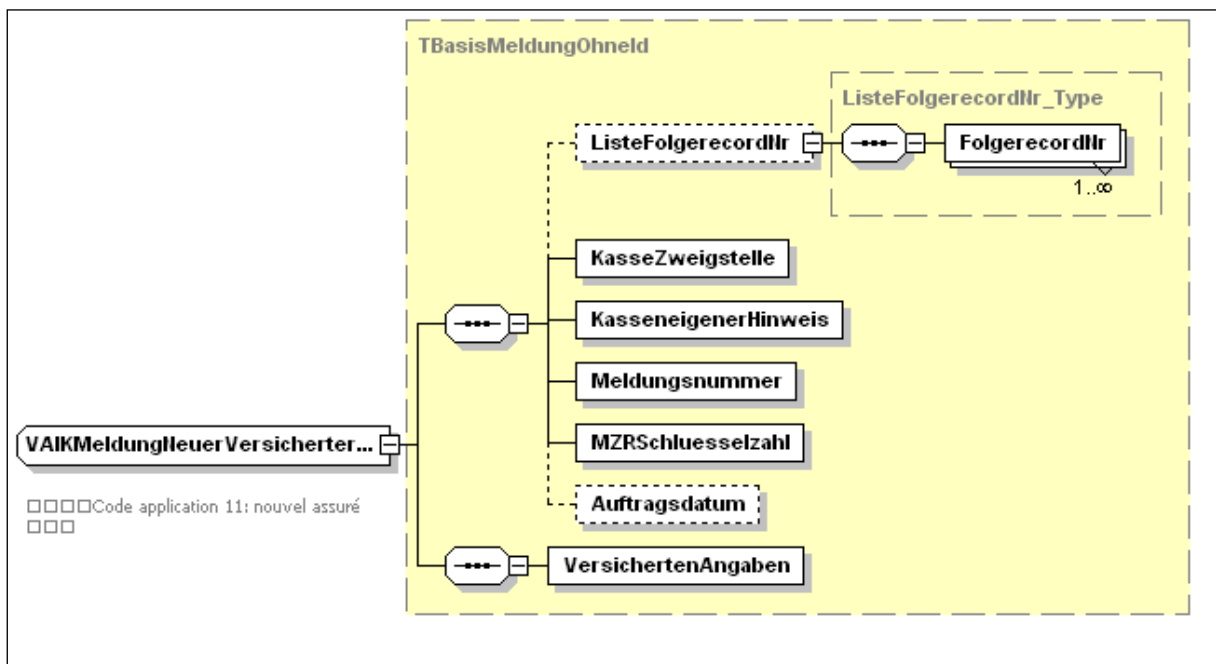 TBasisMeldungOhneId
ListeFolgerecordNr_Type
ListeFolgerecordNr
FolgerecordNr
1..∞
KasseZweigstelle
KasseneigenerHinweis
Meldungsnummer
MZRSchluesselzahl
VAIKMeldungNeuerVersicherter...
Auftragsdatum
□□□□Code application 11: nouvel assuré
□□□
VersichertenAngaben